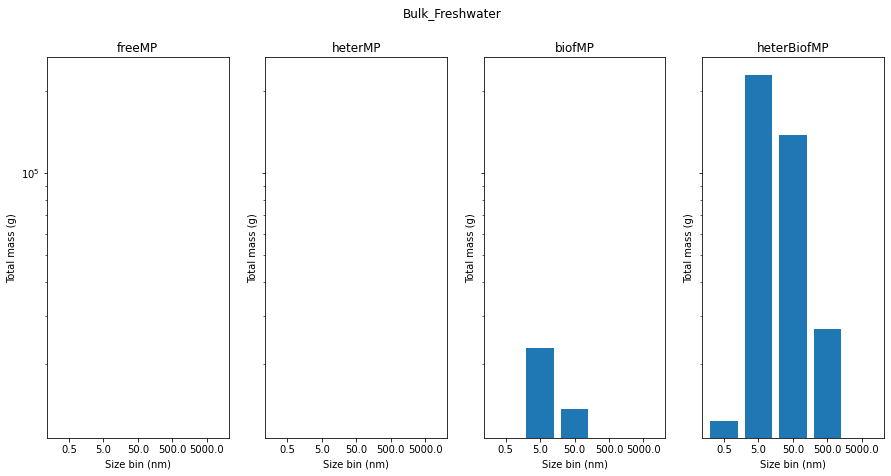 Bulk_Freshwater
freeMP
heterMP
biofMP
heterBiofMP
10⁵
Total mass (g)
Total mass (g)
Total mass (g)
Total mass (g)
0.5 5.0 50.0 500.0 5000.0
0.5 5.0 50.0 500.0 5000.0
0.5 5.0 50.0 500.0 5000.0
0.5 5.0 50.0 500.0 5000.0
Size bin (nm)
Size bin (nm)
Size bin (nm)
Size bin (nm)